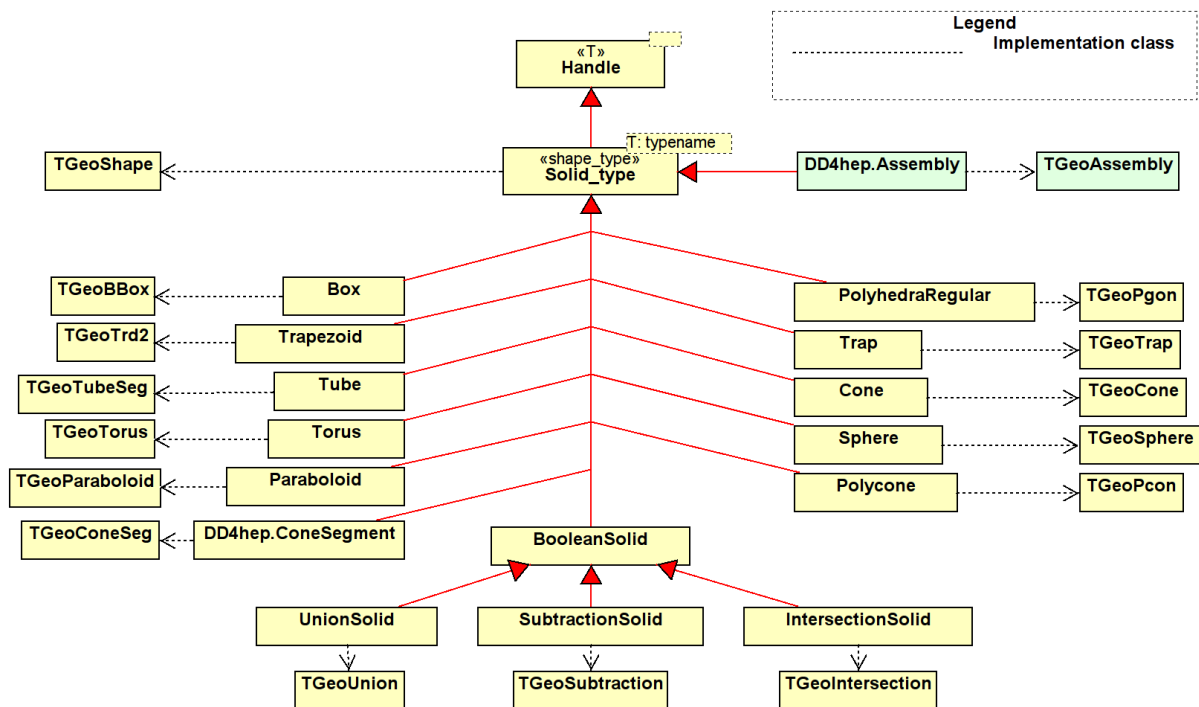 Legend
Implementation class
«T»
Handle
T: typename
TGeoShape
«shape_type»
Solid_type
DD4hep.Assembly
TGeoAssembly
TGeoBBox
Box
PolyhedraRegular
TGeoPgon
TGeoTrd2
Trapezoid
Trap
TGeoTrap
TGeoTubeSeg
Tube
Cone
TGeoCone
TGeoTorus
Torus
Sphere
TGeoSphere
TGeoParaboloid
Paraboloid
Polycone
TGeoPcon
TGeoConeSeg
DD4hep.ConeSegment
BooleanSolid
UnionSolid
SubtractionSolid
IntersectionSolid
TGeoUnion
TGeoSubtraction
TGeoIntersection